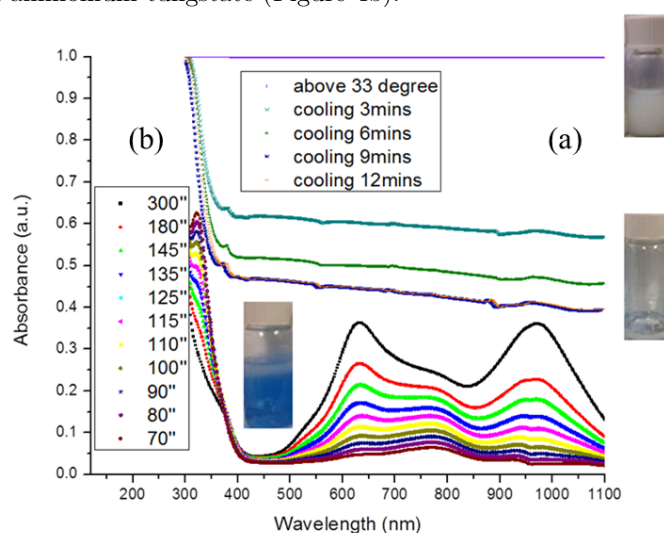 ammonium tungstate (Figure 1b).
1.0
0.9
0.8
0.7
0.6
0.5
0.4
0.3
0.2
0.1
0.0
Absorbance (a.u.)
(b)
(a)
above 33 degree
cooling 3mins
cooling 6mins
cooling 9mins
cooling 12mins
300"
180"
145"
135"
125"
115"
110"
100"
90"
80"
70"
200 300 400 500 600 700 800 900 1000 1100
Wavelength (nm)